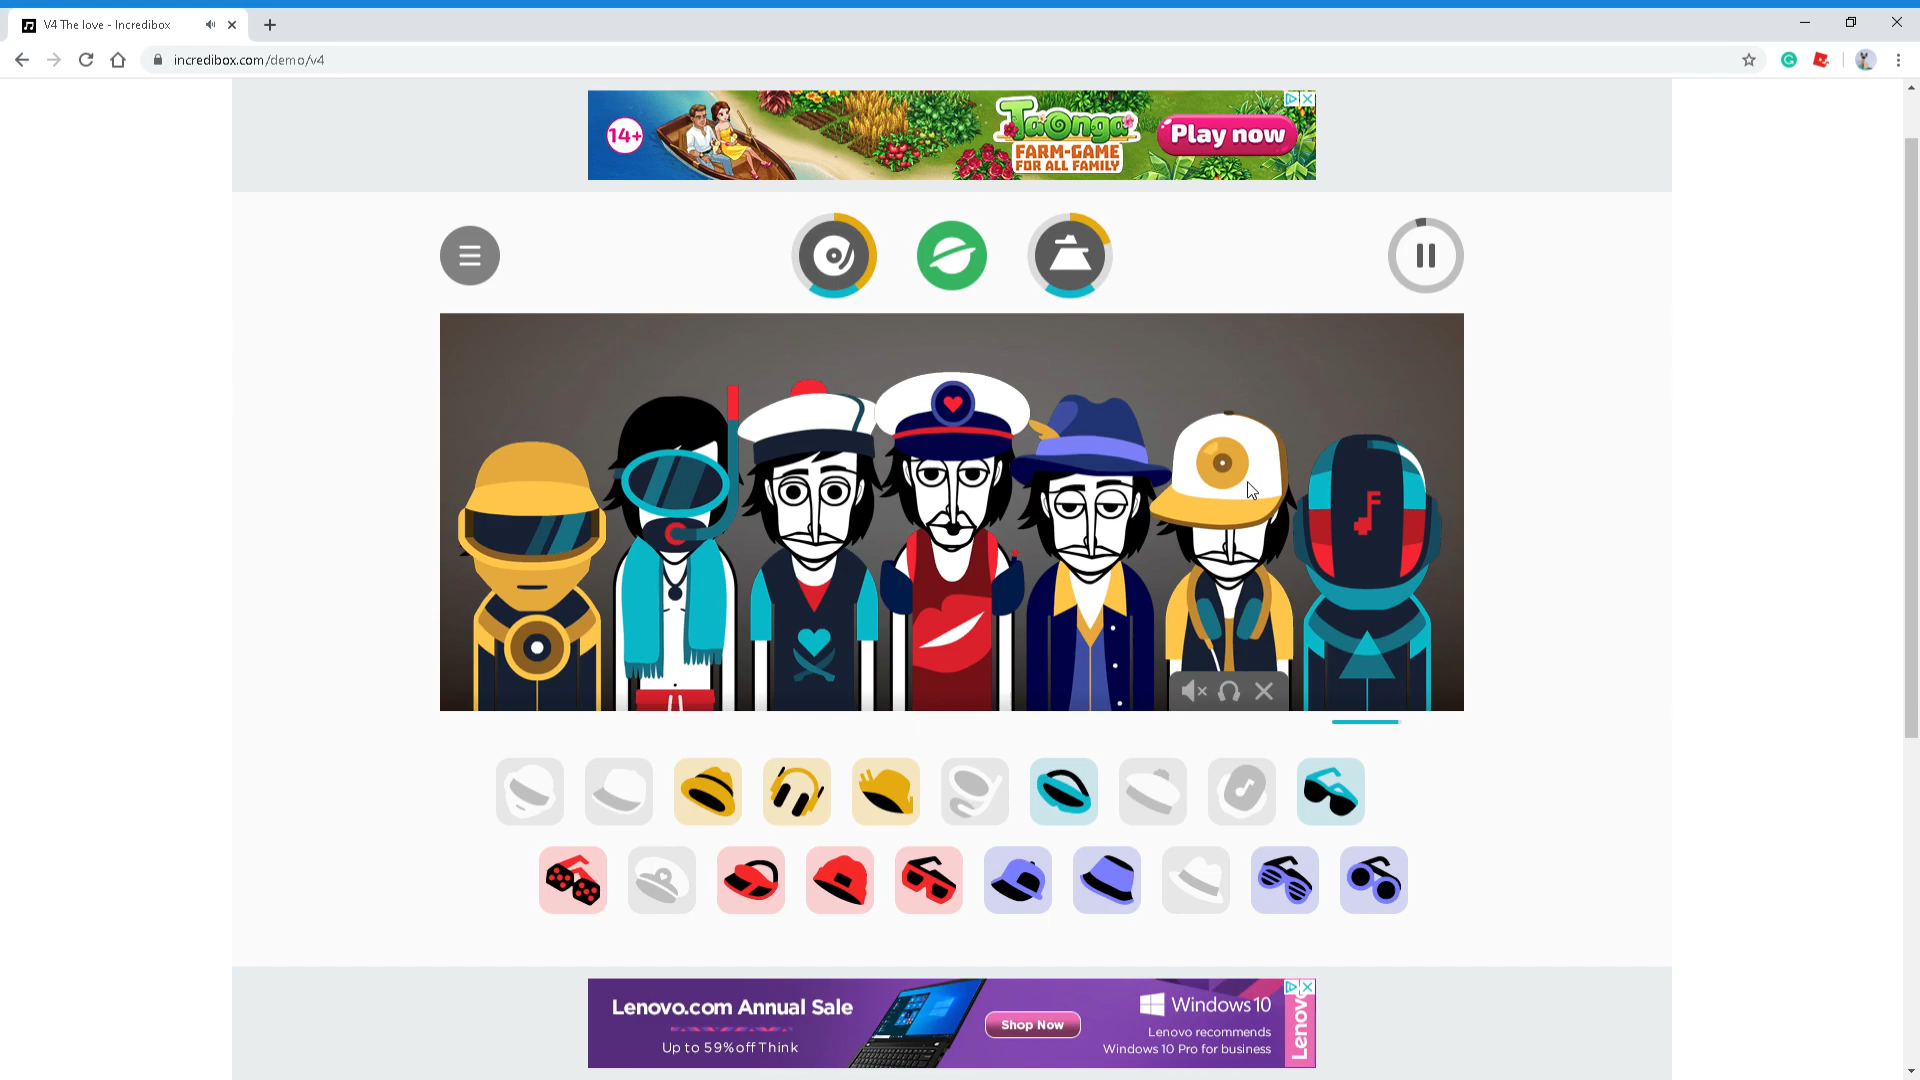 V4 The love - Incredibox
incredibox.com/demo/v4
14+
TaOnga
FARM-GAME
FOR ALL FAMILY
Play now
Lenovo.com Annual Sale
Up to 59%off Think
Shop Now
Windows 10
Lenovo recommends
Windows 10 Pro for business
Lenovo